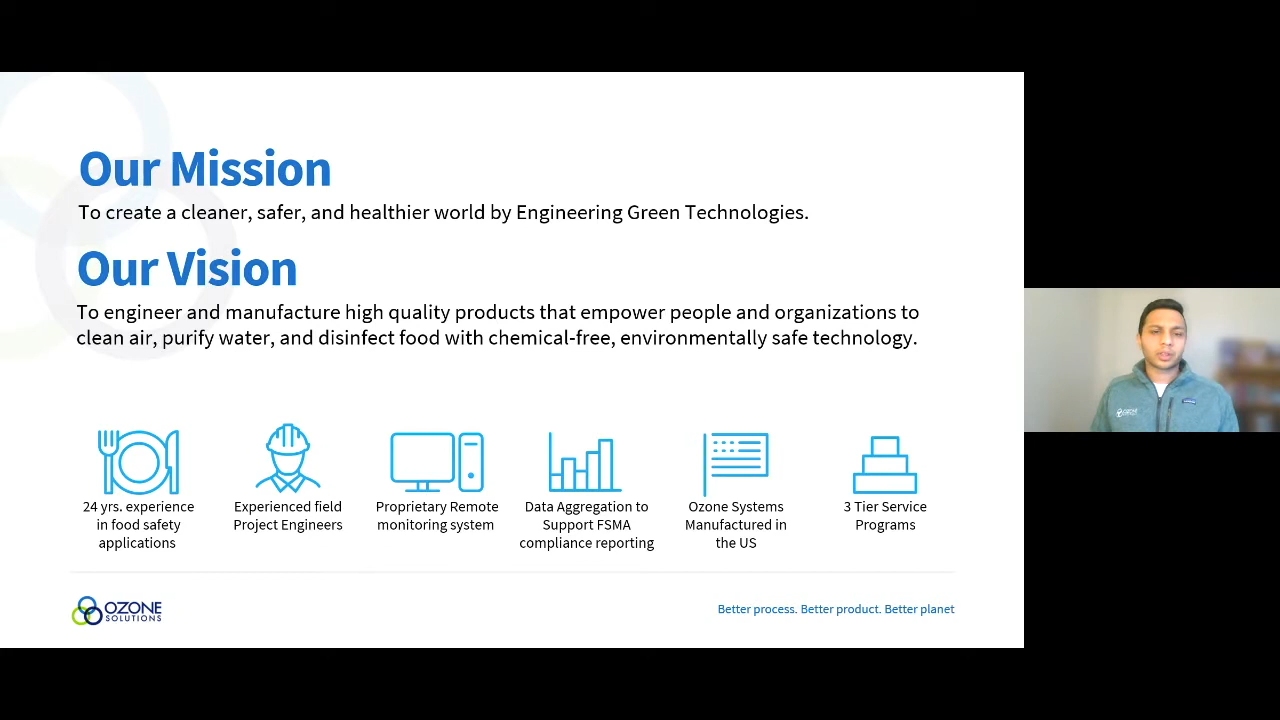 Our Mission
To create a cleaner, safer, and healthier world by Engineering Green Technologies.
Our Vision
To engineer and manufacture high quality products that empower people and organizations to
clean air, purify water, and disinfect food with chemical-free, environmentally safe technology.
24 yrs. experience
in food safety
applications
Experienced field
Project Engineers
Proprietary Remote
monitoring system
Data Aggregation to
Support FSMA
compliance reporting
Ozone Systems
Manufactured in
the US
3 Tier Service
Programs
OZONE
SOLUTIONS
Better process. Better product. Better planet
OZONE